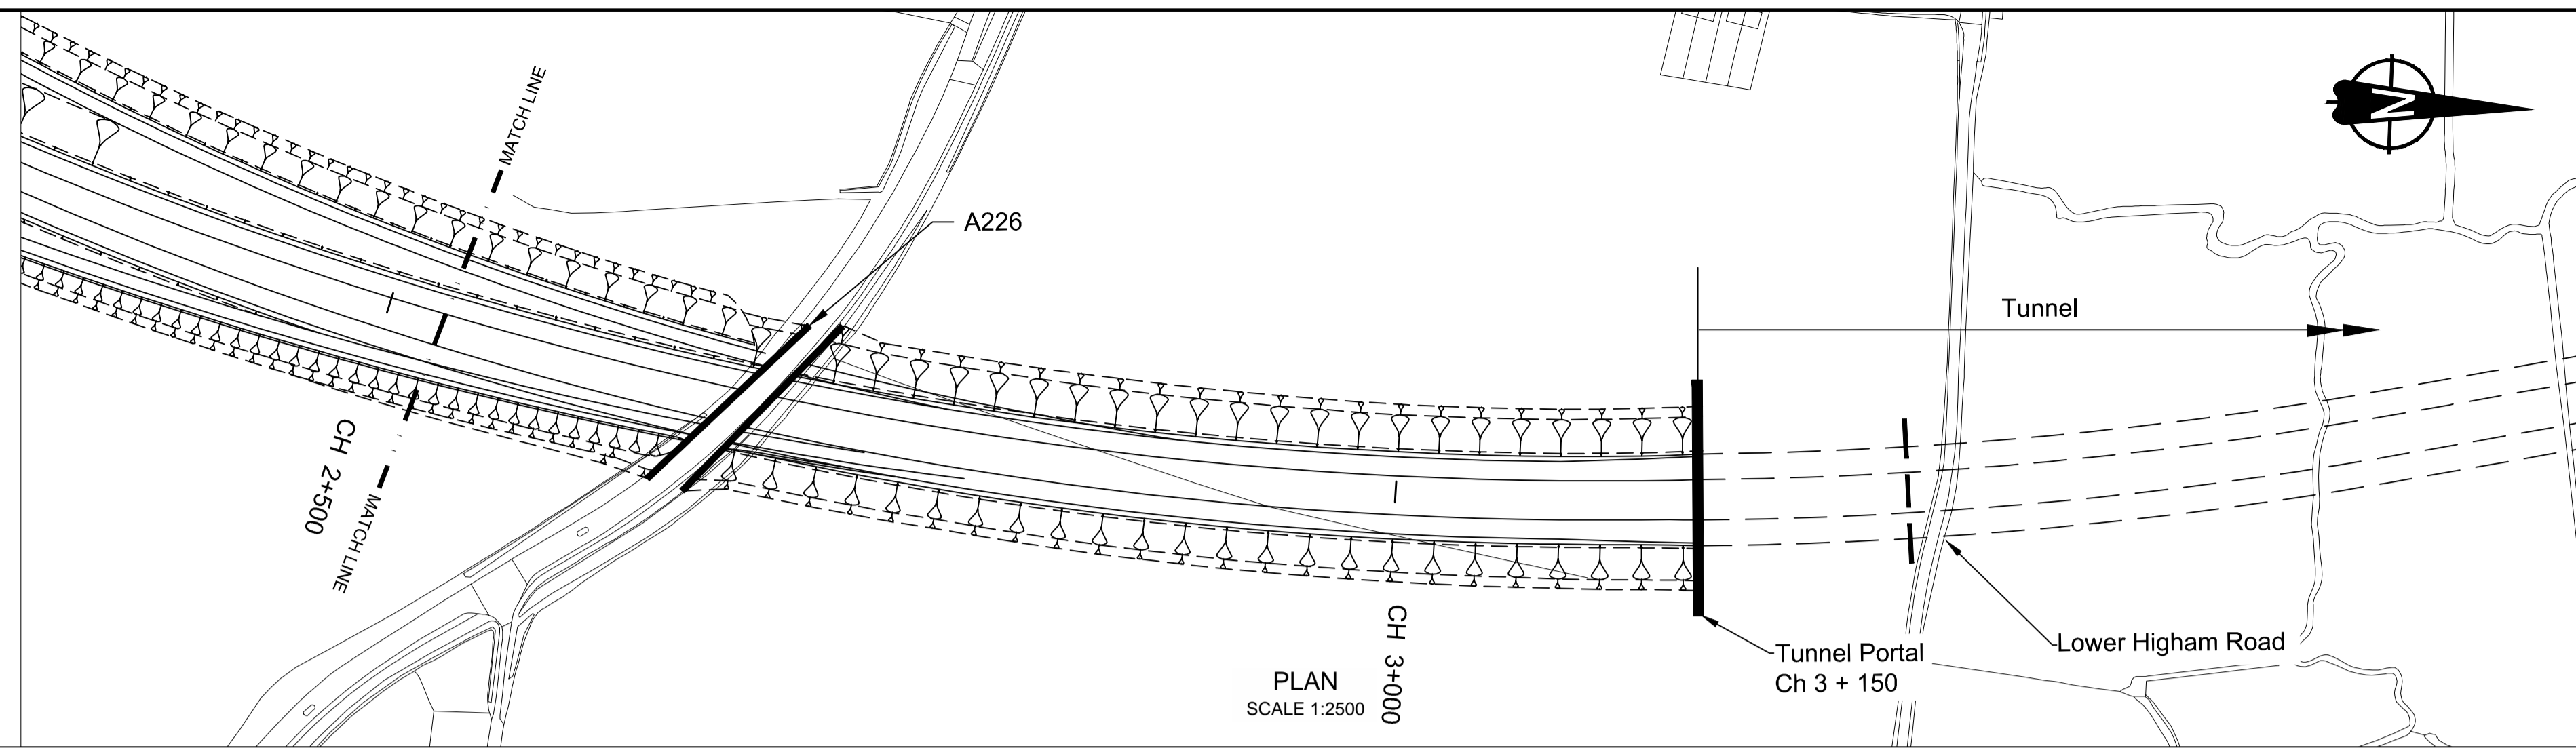 MATCH LINE
A226
N
Tunnel
CH 2+500
MATCH LINE
CH 3+000
Tunnel Portal
Ch 3 + 150
Lower Higham Road
PLAN
SCALE 1:2500